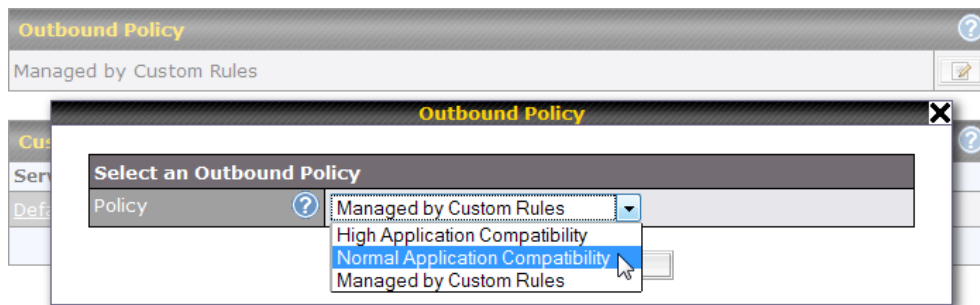 Outbound Policy
?
Managed by Custom Rules
Outbound Policy
Select an Outbound Policy
Policy ? Managed by Custom Rules
High Application Compatibility
Normal Application Compatibility
Managed by Custom Rules